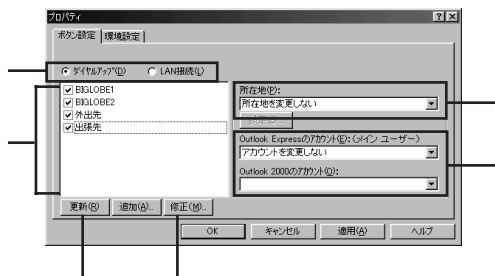 プロパティ
ボタン設定 環境設定
ダイヤルアップ(D) LAN接続(L)
BIGLOBE1
BIGLOBE2
外出先
出張先
所在地(P):
所在地を変更しない
Outlook Expressのアカウント(E): (メイン ユーザー)
アカウントを変更しない
Outlook 2000のアカウント(O):
更新(R) 追加(A)... 修正(M)...
OK キャンセル 適用(A) ヘルプ